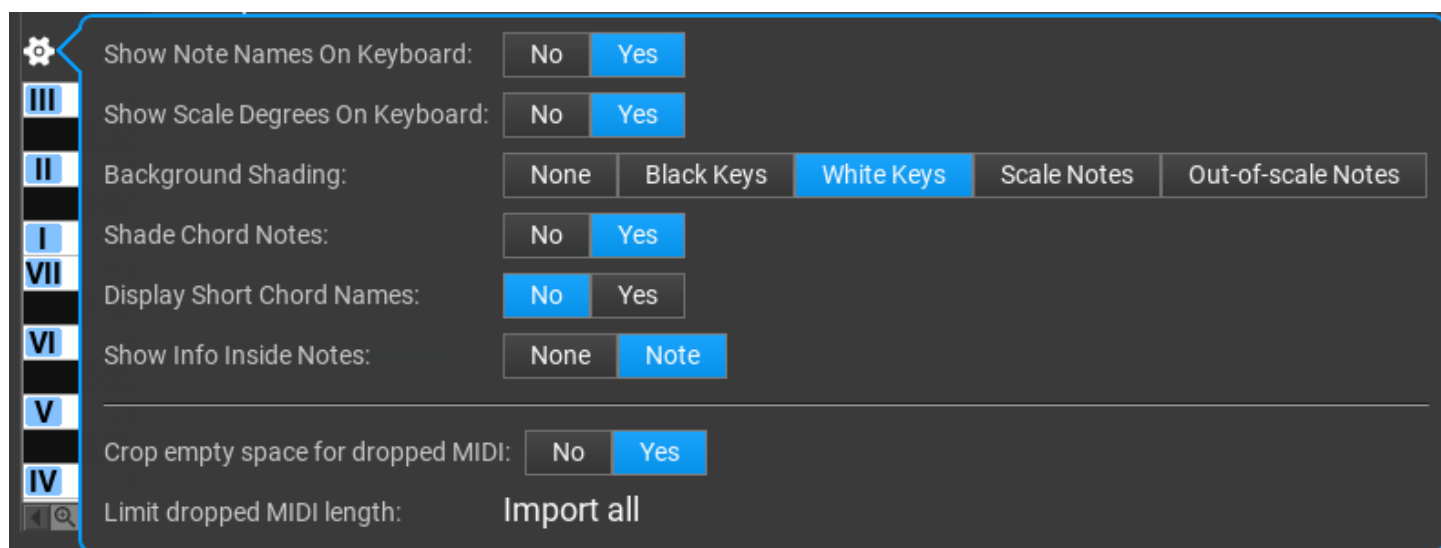 Show Note Names On Keyboard: No Yes
III
Show Scale Degrees On Keyboard: No Yes
II
Background Shading: None Black Keys White Keys Scale Notes Out-of-scale Notes
I
Shade Chord Notes: No Yes
VII
Display Short Chord Names: No Yes
VI
Show Info Inside Notes: None Note
V
Crop empty space for dropped MIDI: No Yes
IV
Limit dropped MIDI length: Import all